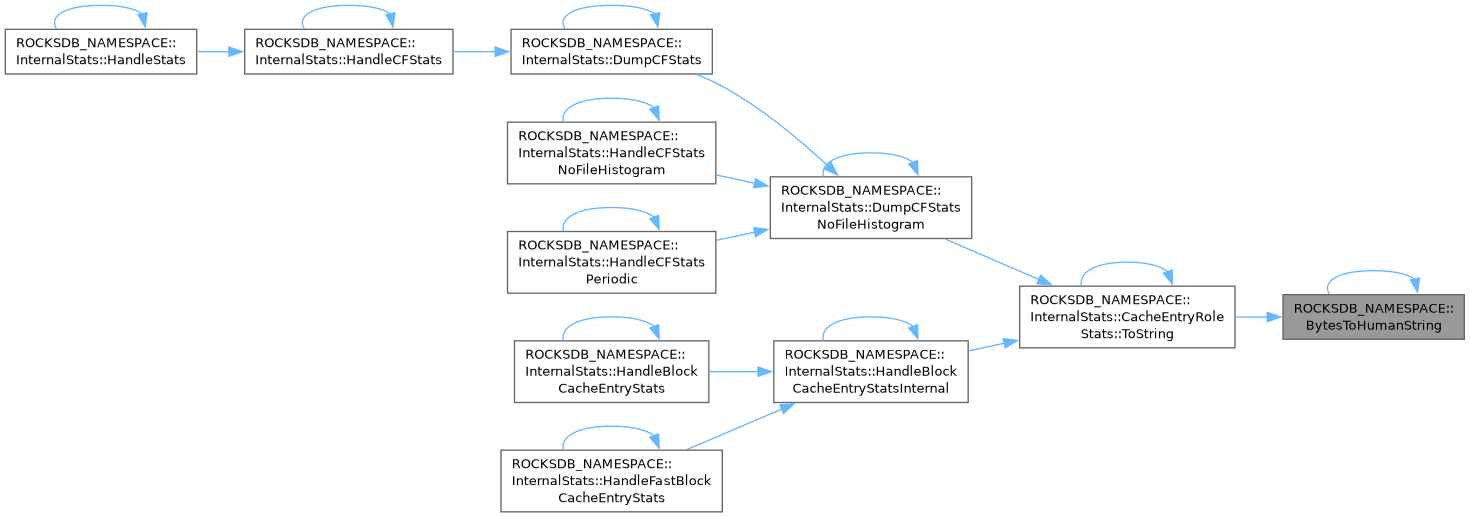 ROCKSDB_NAMESPACE::
InternalStats::HandleStats
ROCKSDB_NAMESPACE::
InternalStats::HandleCFStats
ROCKSDB_NAMESPACE::
InternalStats::DumpCFStats
ROCKSDB_NAMESPACE::
InternalStats::HandleCFStats
NoFileHistogram
ROCKSDB_NAMESPACE::
InternalStats::DumpCFStats
NoFileHistogram
ROCKSDB_NAMESPACE::
InternalStats::HandleCFStats
Periodic
ROCKSDB_NAMESPACE::
InternalStats::CacheEntryRole
Stats::ToString
ROCKSDB_NAMESPACE::
BytesToHumanString
ROCKSDB_NAMESPACE::
InternalStats::HandleBlock
CacheEntryStats
ROCKSDB_NAMESPACE::
InternalStats::HandleBlock
CacheEntryStatsInternal
ROCKSDB_NAMESPACE::
InternalStats::HandleFastBlock
CacheEntryStats